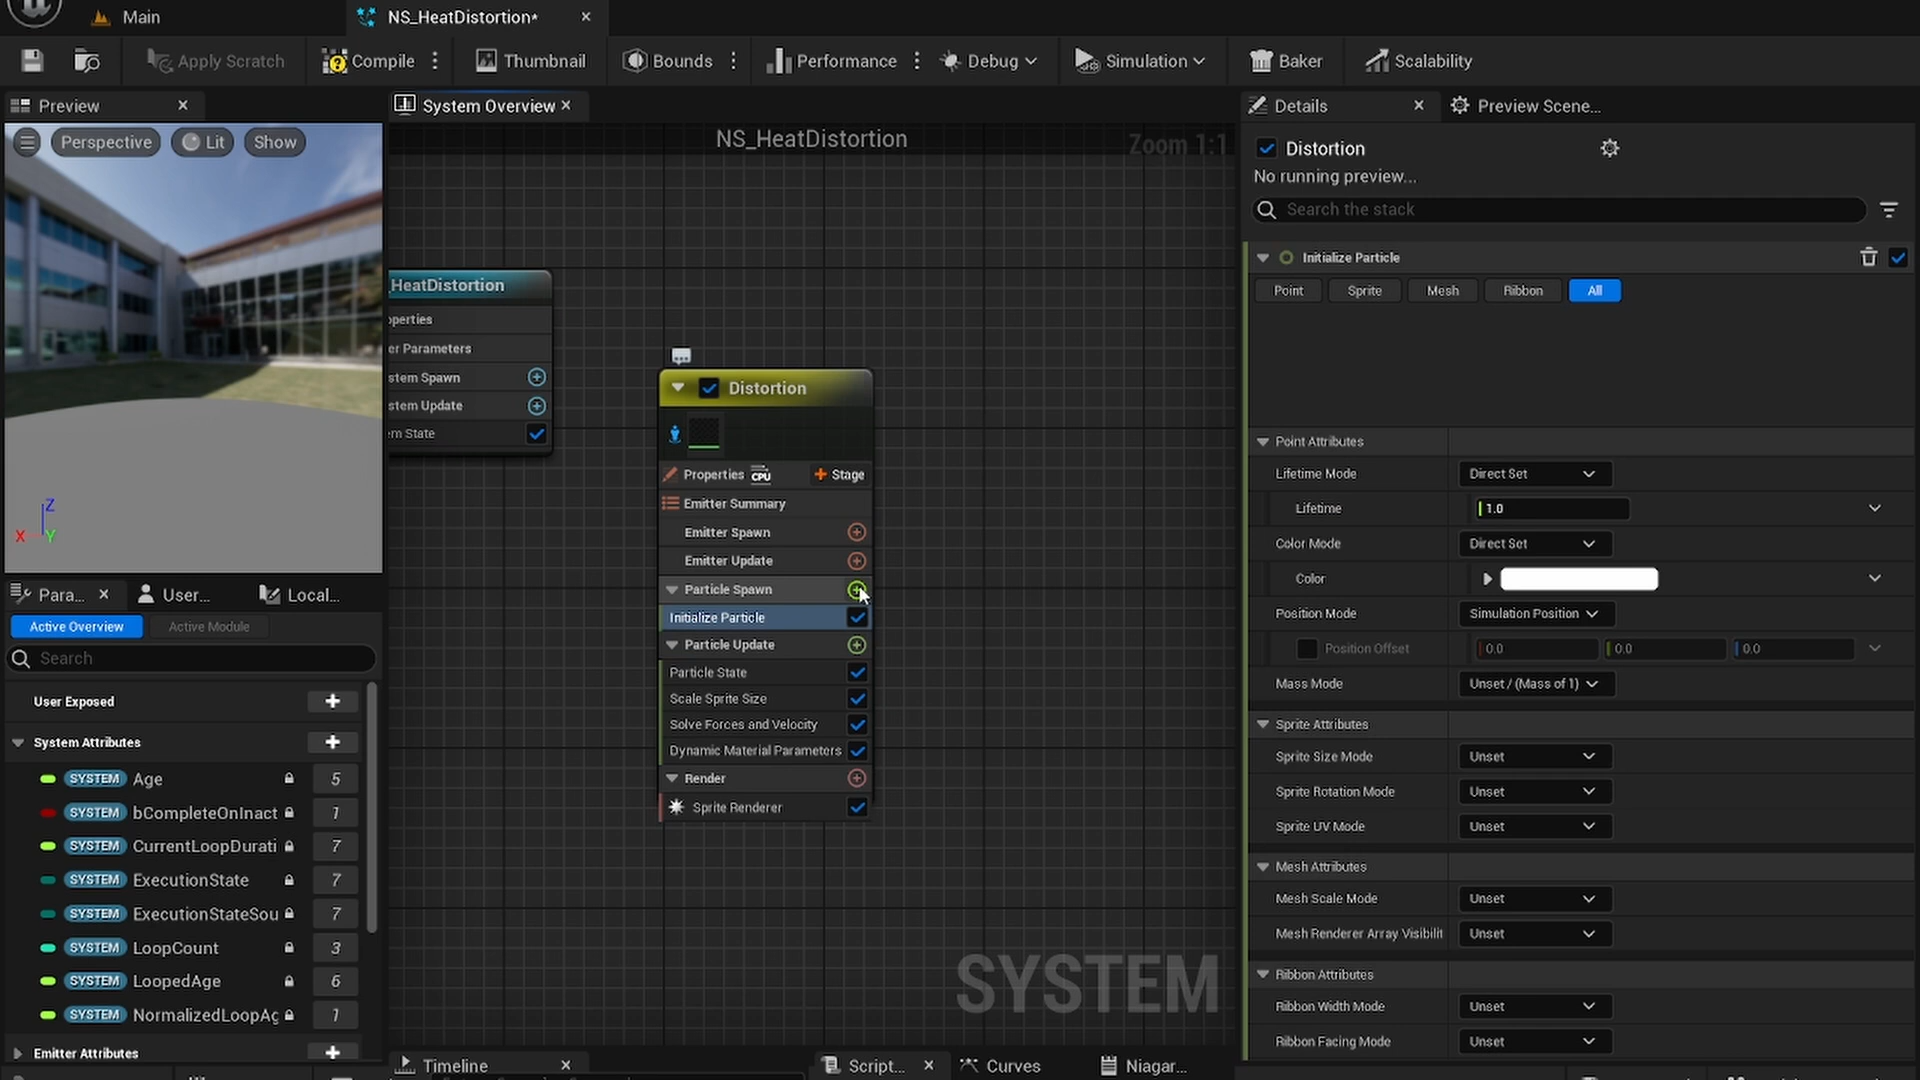 Main
NS_HeatDistortion*
Apply Scratch
Compile
Thumbnail
Bounds
Performance
Debug
Simulation
Baker
Scalability
Preview
Perspective
Lit
Show
Z
X
Y
Para...
User...
Local...
Active Overview
Active Module
Search
User Exposed
System Attributes
SYSTEM Age 5
SYSTEM bCompleteOnInact 1
SYSTEM CurrentLoopDurati 7
SYSTEM ExecutionState 7
SYSTEM ExecutionStateSou 7
SYSTEM LoopCount 3
SYSTEM LoopedAge 6
SYSTEM NormalizedLoopAg 1
Emitter Attributes
System Overview
NS_HeatDistortion
Zoom 1:1
_HeatDistortion
operties
er Parameters
stem Spawn
stem Update
em State
Distortion
Properties CPU Stage
Emitter Summary
Emitter Spawn
Emitter Update
Particle Spawn
Initialize Particle
Particle Update
Particle State
Scale Sprite Size
Solve Forces and Velocity
Dynamic Material Parameters
Render
Sprite Renderer
SYSTEM
Timeline
Script...
Curves
Niagar...
Details
Preview Scene...
Distortion
No running preview...
Search the stack
Initialize Particle
Point
Sprite
Mesh
Ribbon
All
Point Attributes
Lifetime Mode Direct Set
Lifetime 1.0
Color Mode Direct Set
Color
Position Mode Simulation Position
Position Offset 0.0 0.0 0.0
Mass Mode Unset / (Mass of 1)
Sprite Attributes
Sprite Size Mode Unset
Sprite Rotation Mode Unset
Sprite UV Mode Unset
Mesh Attributes
Mesh Scale Mode Unset
Mesh Renderer Array Visibilit Unset
Ribbon Attributes
Ribbon Width Mode Unset
Ribbon Facing Mode Unset